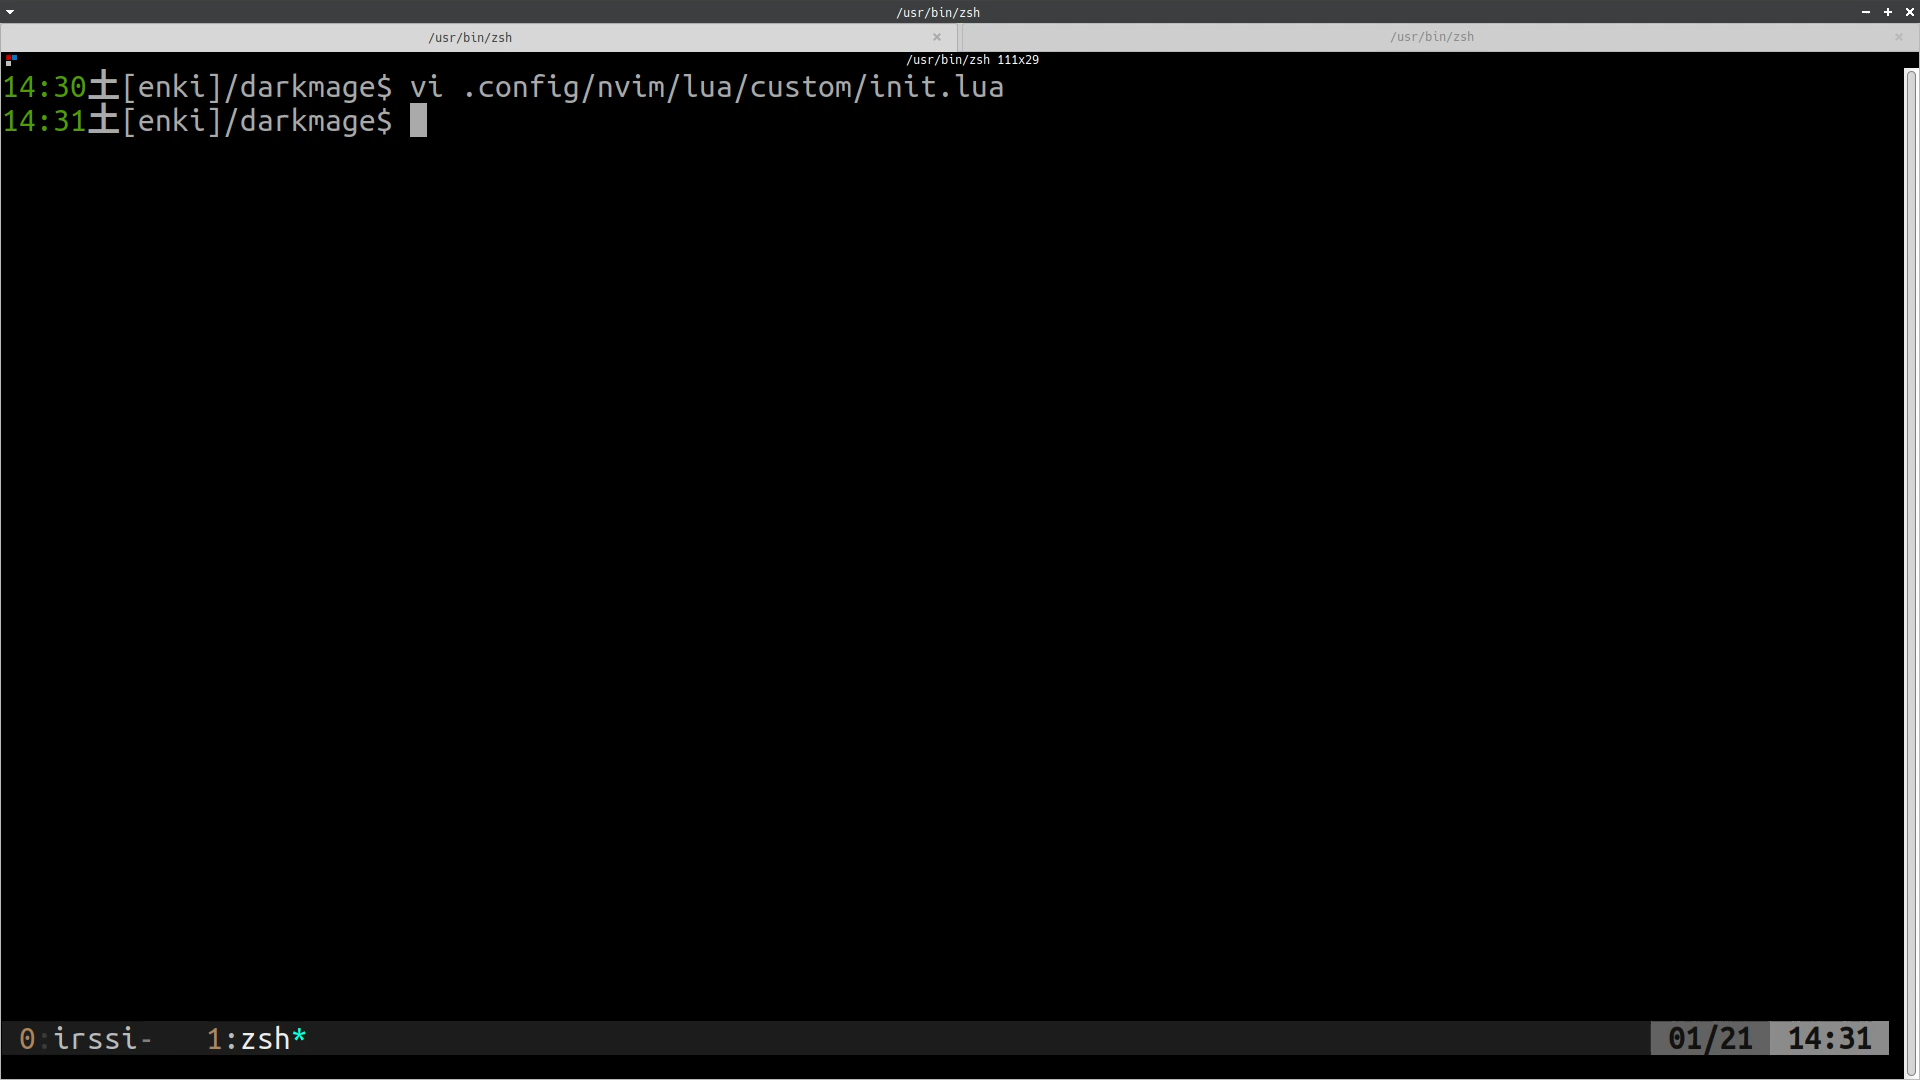 /usr/bin/zsh
/usr/bin/zsh × /usr/bin/zsh ×
/usr/bin/zsh 111x29
14:30土[enki]/darkmage$ vi .config/nvim/lua/custom/init.lua
14:31土[enki]/darkmage$
0:irssi- 1:zsh* 01/21 14:31